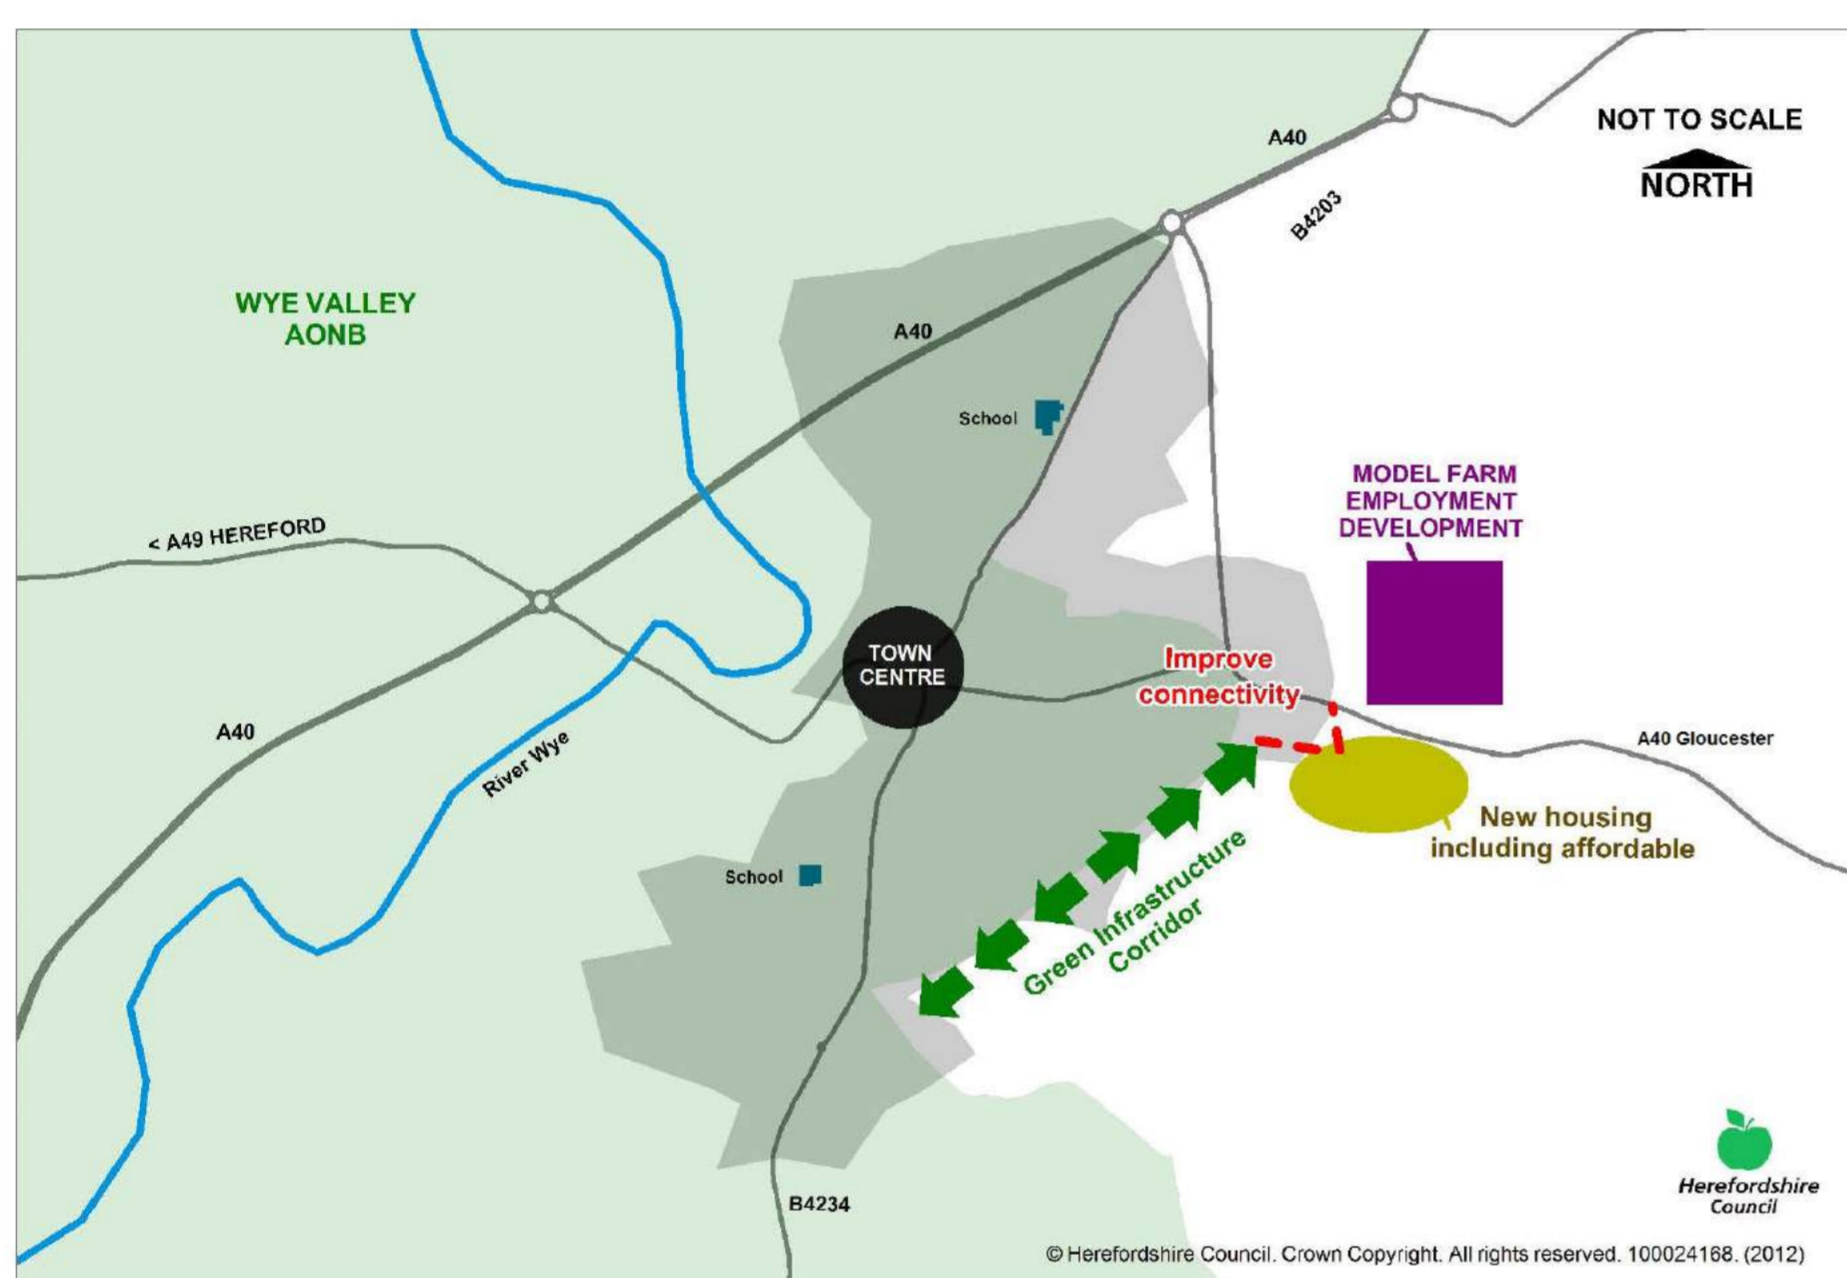 NOT TO SCALE
NORTH
A40
B4203
WYE VALLEY
AONB
A40
School
MODEL FARM
EMPLOYMENT
DEVELOPMENT
< A49 HEREFORD
TOWN
CENTRE
Improve
connectivity
A40
River Wye
A40 Gloucester
New housing
including affordable
School
Green Infrastructure
Corridor
B4234
Herefordshire
Council
© Herefordshire Council. Crown Copyright. All rights reserved. 100024168. (2012)